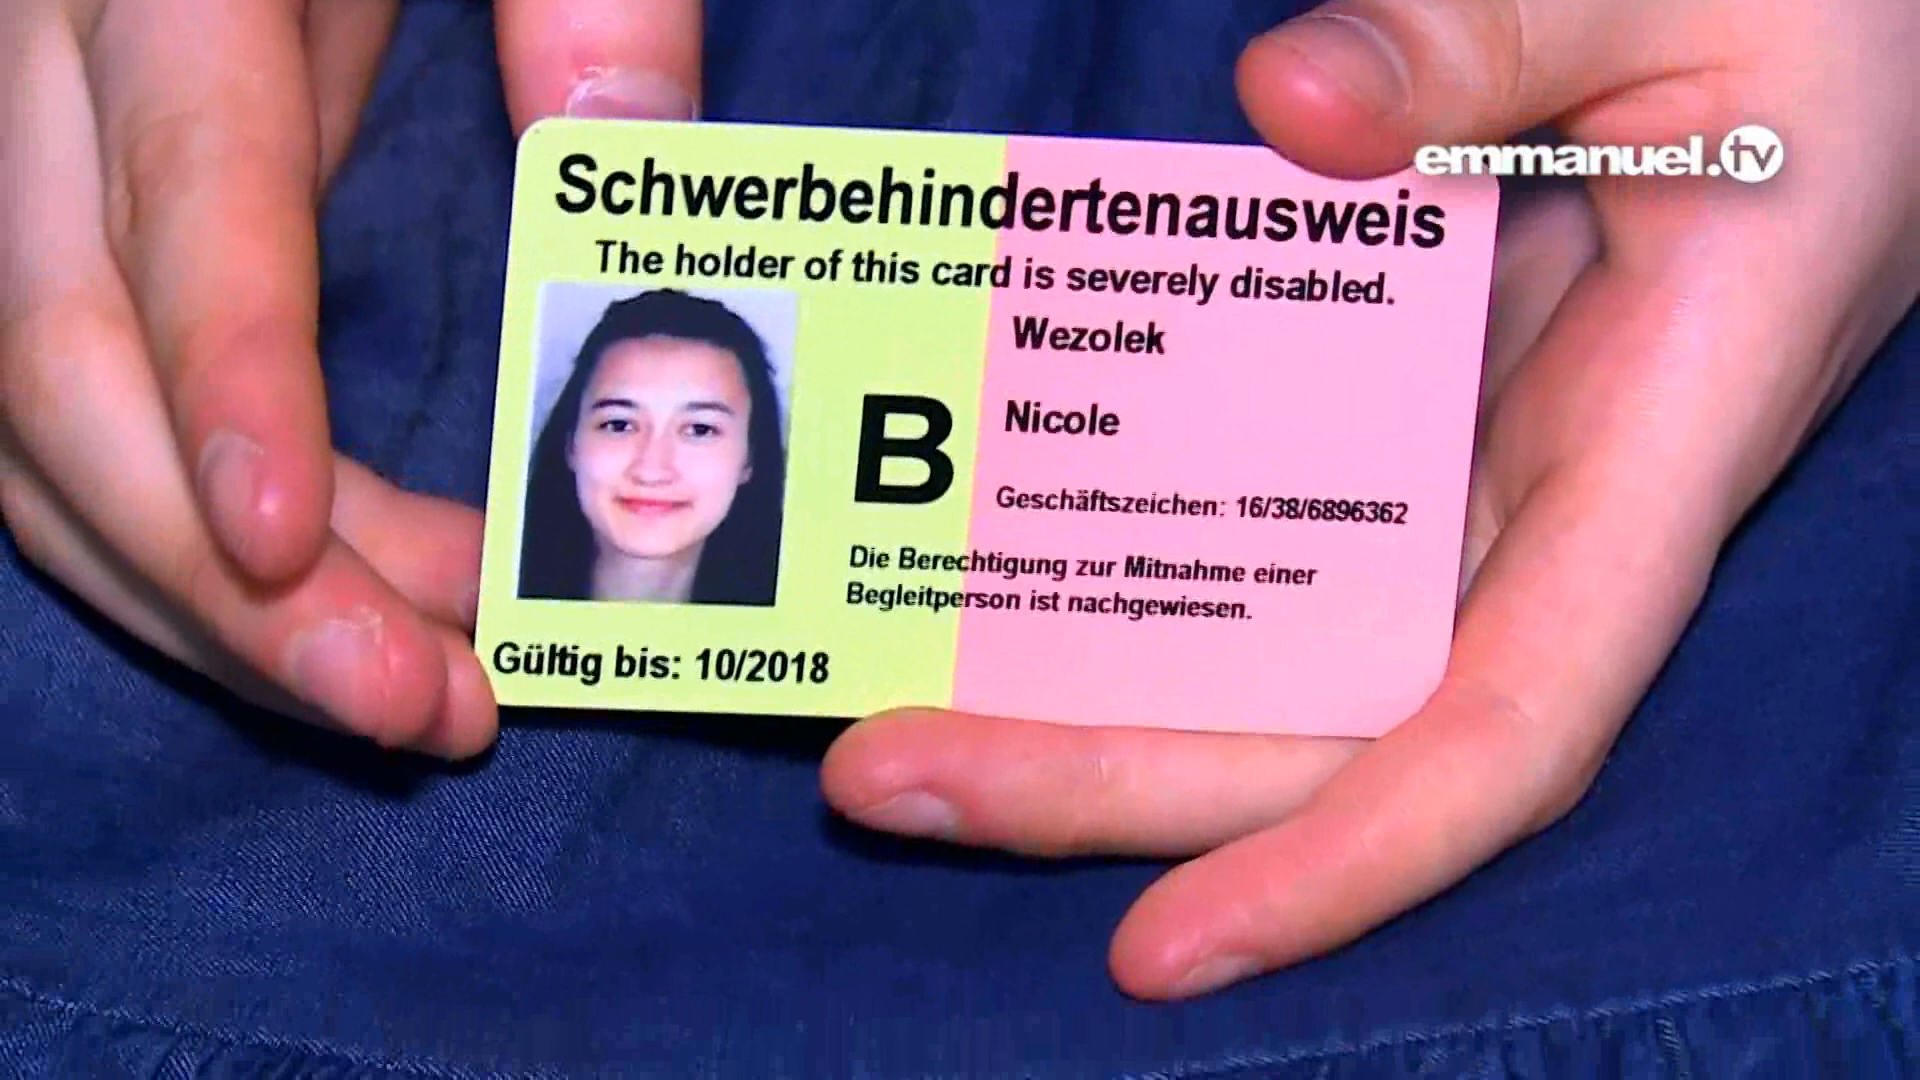 emmanuel.tv
Schwerbehindertenausweis
The holder of this card is severely disabled.
Wezolek
Nicole
B
Geschäftszeichen: 16/38/6896362
Die Berechtigung zur Mitnahme einer
Begleitperson ist nachgewiesen.
Gültig bis: 10/2018